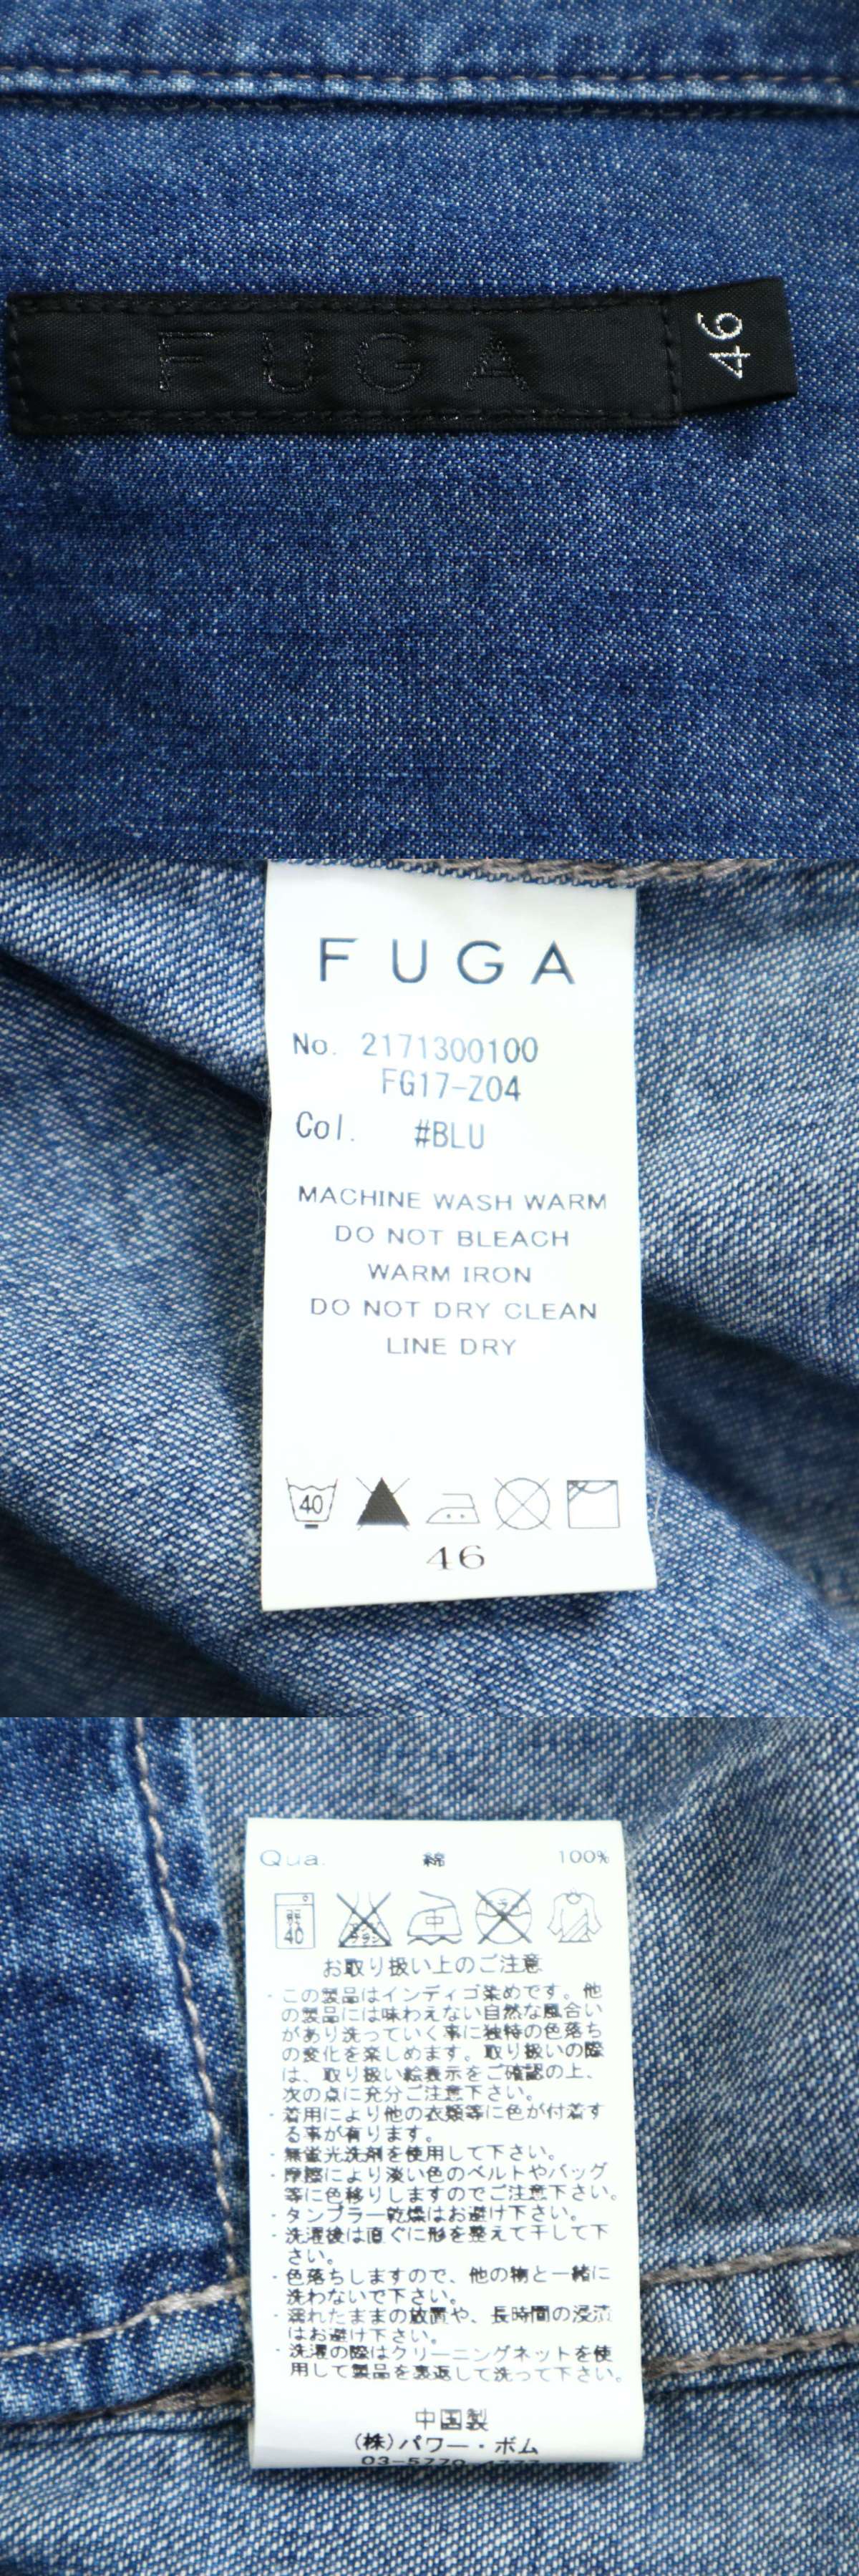 FUGA
46
FUGA
No. 2171300100
FG17-Z04
Col. #BLU
MACHINE WASH WARM
DO NOT BLEACH
WARM IRON
DO NOT DRY CLEAN
LINE DRY
40
46
Qua. 綿 100%
40 中
お取り扱い上のご注意
・この製品はインディゴ染めです。他
の製品には味わえない自然な風合い
があり洗っていく事に独特の色落ち
の変化を楽しめます。取り扱いの際
は、取り扱い絵表示をご確認の上、
次の点に充分ご注意下さい。
・着用により他の衣類等に色が付着す
る事が有ります。
・無蛍光洗剤を使用して下さい。
・摩擦により淡い色のベルトやバッグ
等に色移りしますのでご注意下さい。
・タンブラー乾燥はお避け下さい。
・洗濯後は直ぐに形を整えて干して下
さい。
・色落ちしますので、他の物と一緒に
洗わないで下さい。
・濡れたままの放置や、長時間の浸漬
はお避け下さい。
・洗濯の際はクリーニングネットを使
用して製品を裏返して洗って下さい。
中国製
(株)パワー・ボム